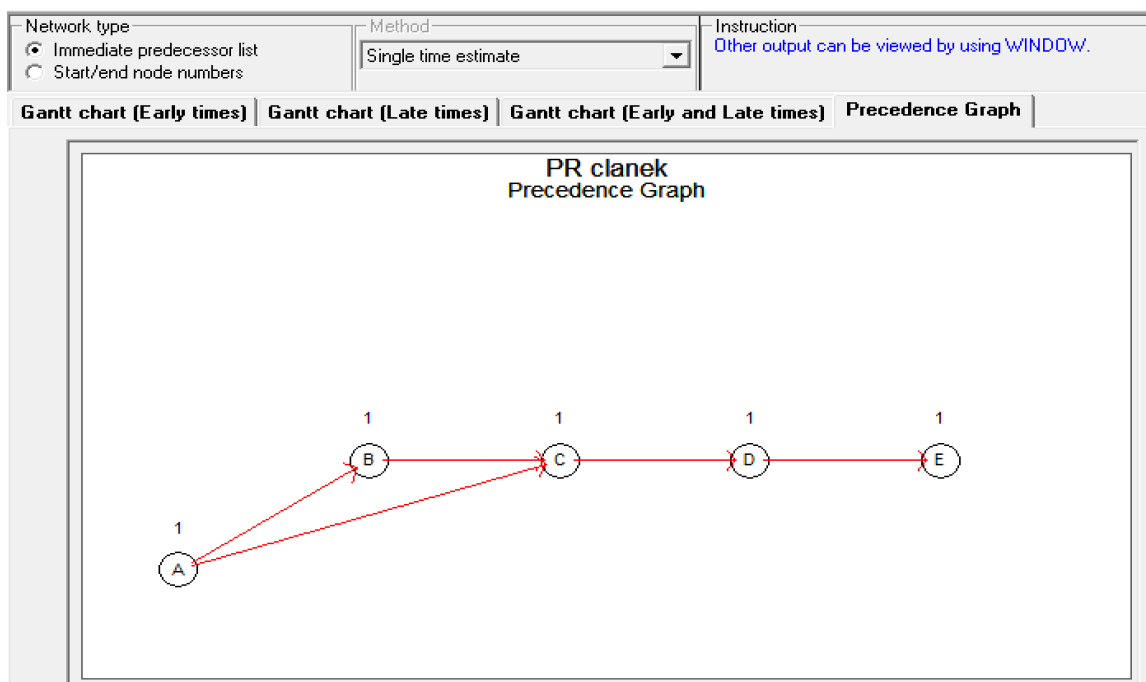 Network type
Immediate predecessor list
Start/end node numbers
Method
Single time estimate
Instruction
Other output can be viewed by using WINDOW.
Gantt chart (Early times) Gantt chart (Late times) Gantt chart (Early and Late times) Precedence Graph
PR clanek
Precedence Graph
1 1 1 1
B C D E
1
A